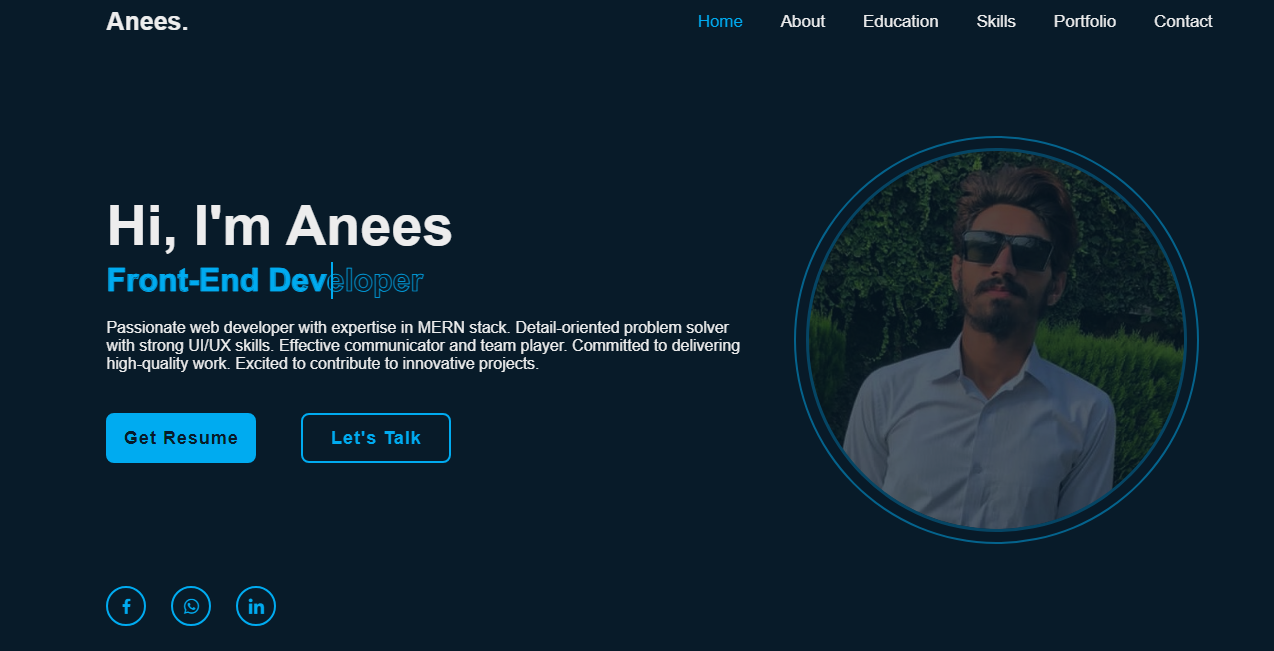 Anees.
Home About Education Skills Portfolio Contact
Hi, I'm Anees
Front-End Developer
Passionate web developer with expertise in MERN stack. Detail-oriented problem solver
with strong UI/UX skills. Effective communicator and team player. Committed to delivering
high-quality work. Excited to contribute to innovative projects.
Get Resume
Let's Talk